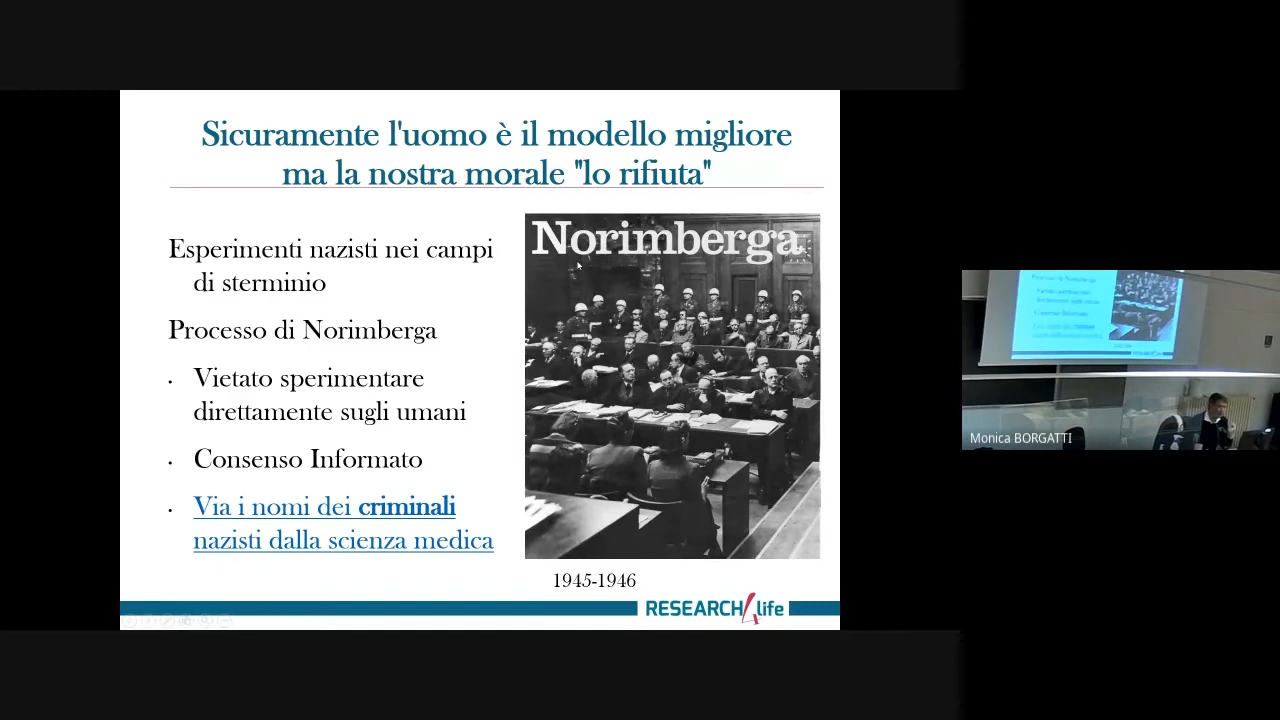 Sicuramente l'uomo è il modello migliore
ma la nostra morale "lo rifiuta"
Esperimenti nazisti nei campi
di sterminio
Processo di Norimberga
• Vietato sperimentare
direttamente sugli umani
• Consenso Informato
• Via i nomi dei criminali
nazisti dalla scienza medica
Norimberga
1945-1946
RESEARCH4life
Monica BORGATTI